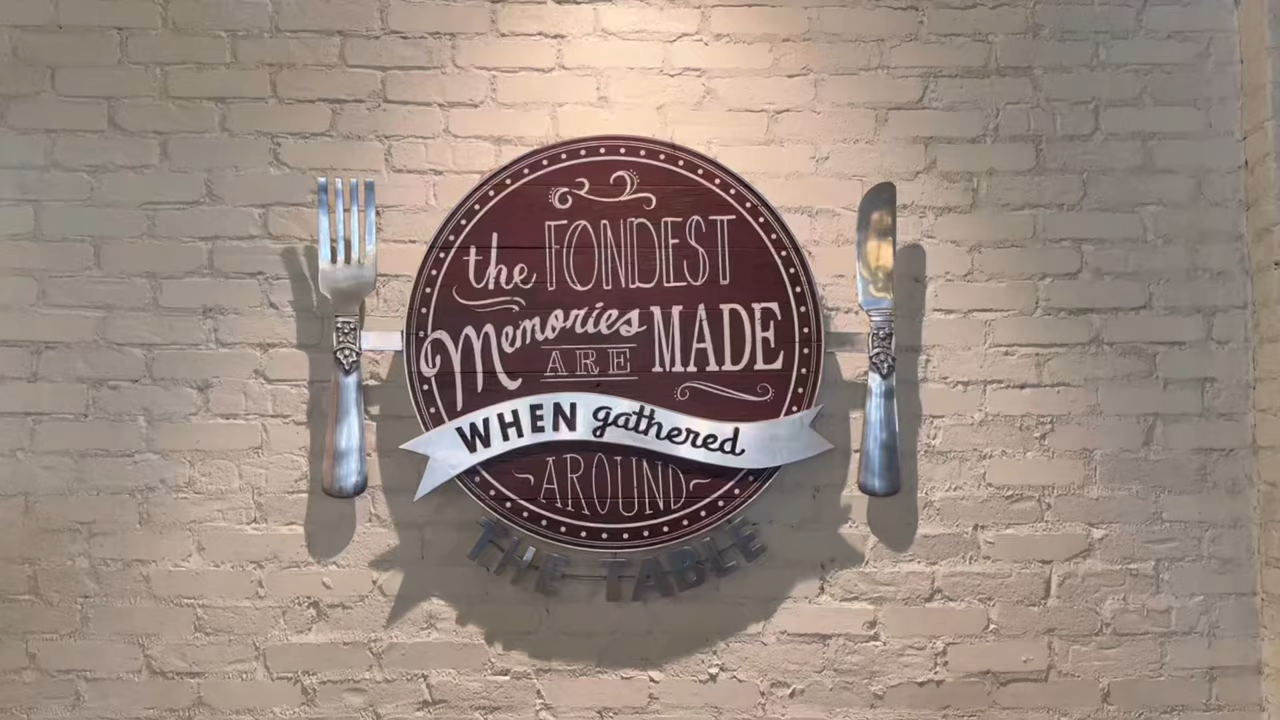 the FONDEST
Memories ARE MADE
WHEN gathered
AROUND
THE TABLE